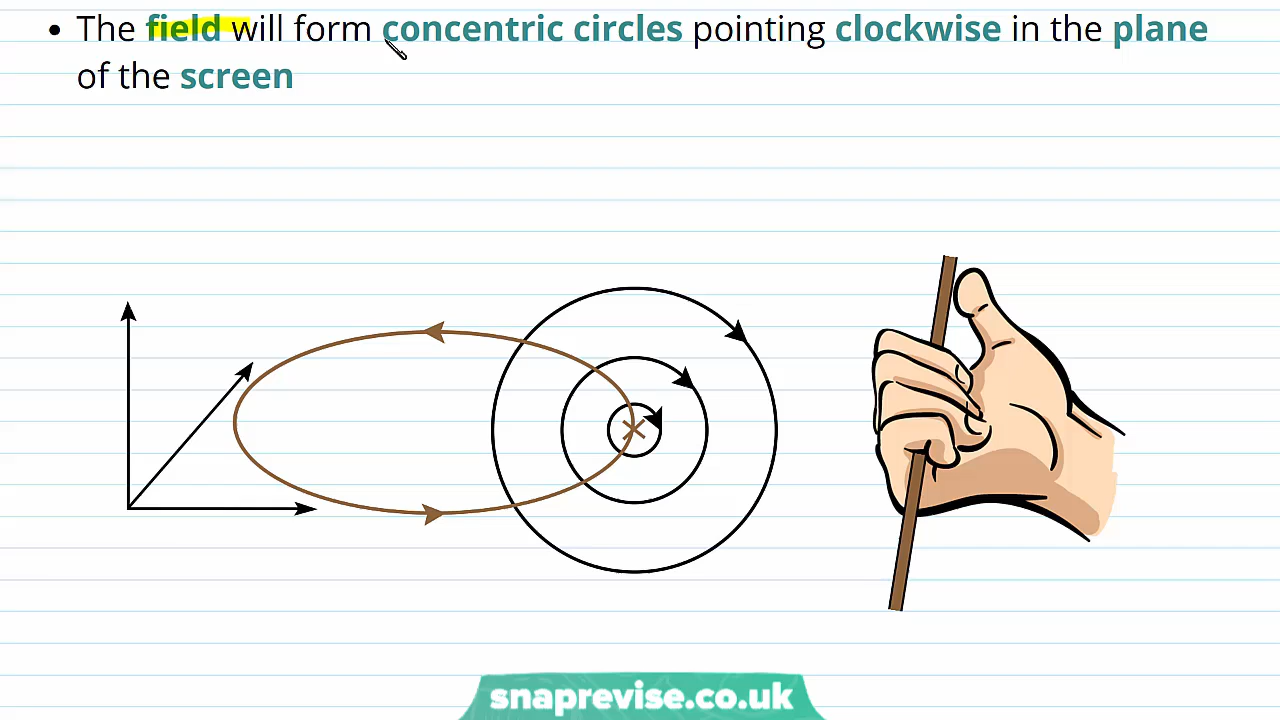 • The field will form concentric circles pointing clockwise in the plane
of the screen
snaprevise.co.uk